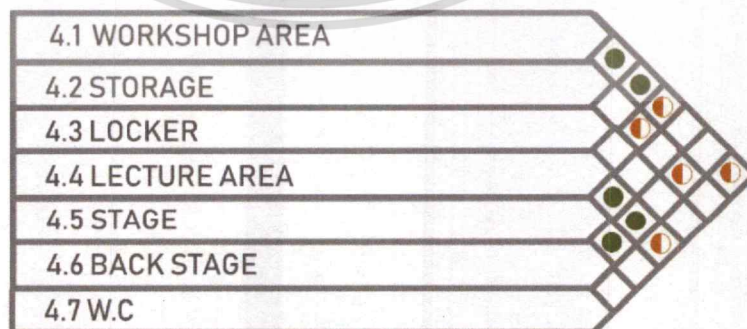 4.1 WORKSHOP AREA
4.2 STORAGE
4.3 LOCKER
4.4 LECTURE AREA
4.5 STAGE
4.6 BACK STAGE
4.7 W.C